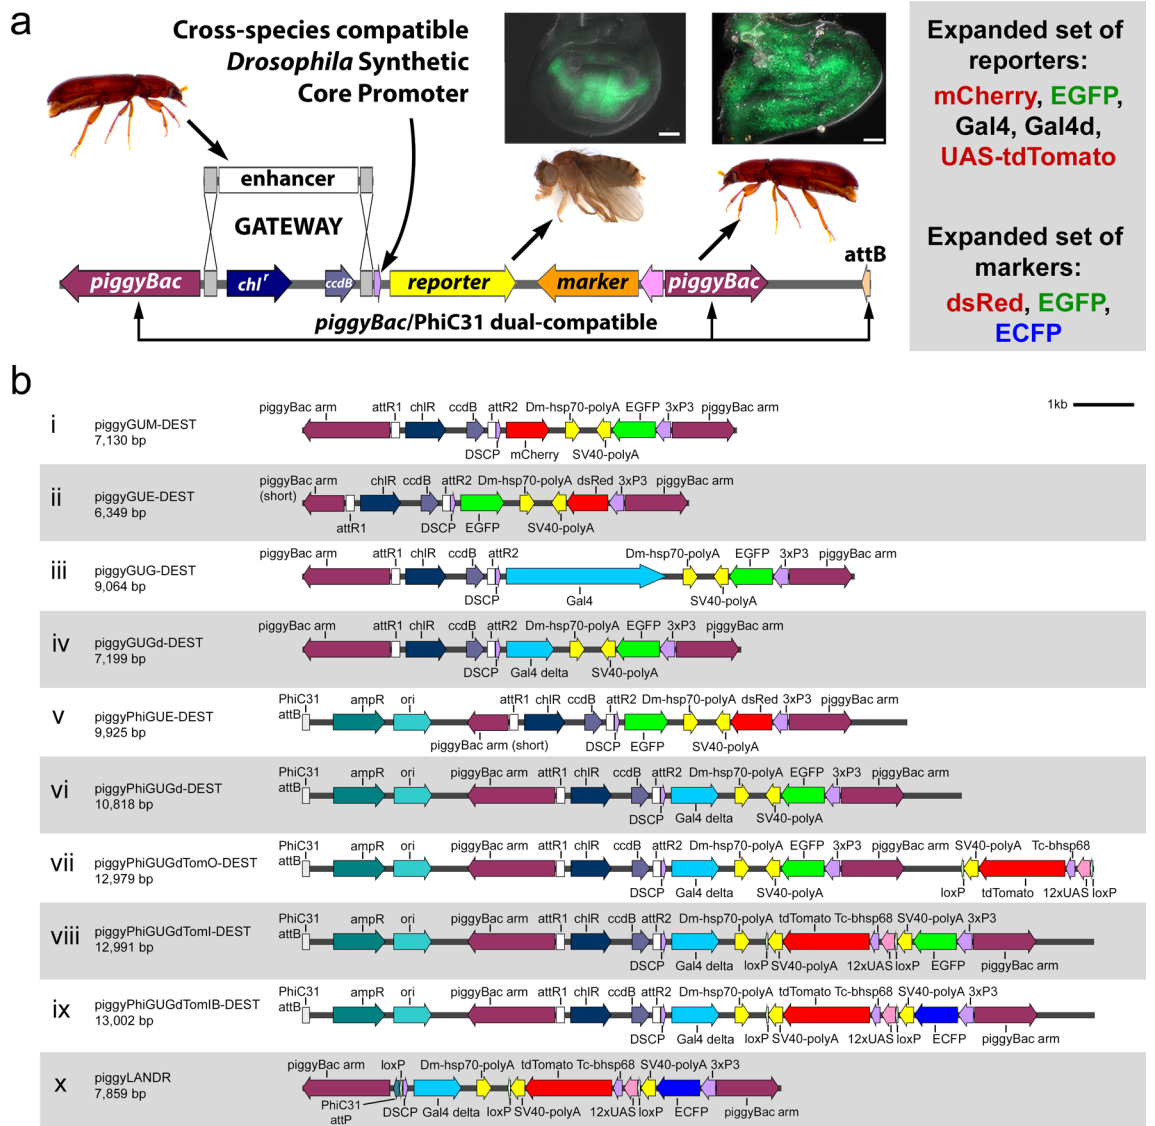 a
Cross-species compatible
Drosophila Synthetic
Core Promoter
enhancer
GATEWAY
attB
piggyBac
chlr
ccdB
reporter
marker
piggyBac
piggyBac/PhiC31 dual-compatible
Expanded set of
reporters:
mCherry, EGFP,
Gal4, Gal4d,
UAS-tdTomato
Expanded set of
markers:
dsRed, EGFP,
ECFP
b
1kb
i
piggyGUM-DEST
7,130 bp
piggyBac arm attR1 chlR ccdB attR2 Dm-hsp70-polyA EGFP 3xP3 piggyBac arm
DSCP mCherry SV40-polyA
ii
piggyGUE-DEST
6,349 bp
piggyBac arm chlR ccdB attR2 Dm-hsp70-polyA dsRed 3xP3 piggyBac arm
(short)
attR1 DSCP EGFP SV40-polyA
iii
piggyGUG-DEST
9,064 bp
piggyBac arm attR1 chlR ccdB attR2 Dm-hsp70-polyA EGFP 3xP3 piggyBac arm
DSCP Gal4 SV40-polyA
iv
piggyGUGd-DEST
7,199 bp
piggyBac arm attR1 chlR ccdB attR2 Dm-hsp70-polyA EGFP 3xP3 piggyBac arm
DSCP Gal4 delta SV40-polyA
v
piggyPhiGUE-DEST
9,925 bp
PhiC31 ampR ori attR1 chlR ccdB attR2 Dm-hsp70-polyA dsRed 3xP3 piggyBac arm
attB
piggyBac arm (short) DSCP EGFP SV40-polyA
vi
piggyPhiGUGd-DEST
10,818 bp
PhiC31 ampR ori piggyBac arm attR1 chlR ccdB attR2 Dm-hsp70-polyA EGFP 3xP3 piggyBac arm
attB
DSCP Gal4 delta SV40-polyA
vii
piggyPhiGUGdTomO-DEST
12,979 bp
PhiC31 ampR ori piggyBac arm attR1 chlR ccdB attR2 Dm-hsp70-polyA EGFP 3xP3 piggyBac arm SV40-polyA Tc-bhsp68
attB
DSCP Gal4 delta SV40-polyA loxP tdTomato 12xUAS loxP
viii
piggyPhiGUGdTomI-DEST
12,991 bp
PhiC31 ampR ori piggyBac arm attR1 chlR ccdB attR2 Dm-hsp70-polyA tdTomato Tc-bhsp68 SV40-polyA 3xP3
attB
DSCP Gal4 delta loxP SV40-polyA 12xUAS loxP EGFP piggyBac arm
ix
piggyPhiGUGdTomIB-DEST
13,002 bp
PhiC31 ampR ori piggyBac arm attR1 chlR ccdB attR2 Dm-hsp70-polyA tdTomato Tc-bhsp68 SV40-polyA 3xP3
attB
DSCP Gal4 delta loxP SV40-polyA 12xUAS loxP ECFP piggyBac arm
x
piggyLANDR
7,859 bp
piggyBac arm loxP Dm-hsp70-polyA tdTomato Tc-bhsp68 SV40-polyA 3xP3
PhiC31 DSCP Gal4 delta loxP SV40-polyA 12xUAS loxP ECFP piggyBac arm
attP